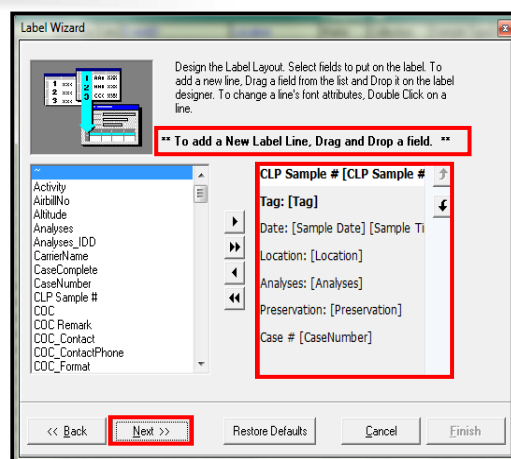 Label Wizard
Design the Label Layout. Select fields to put on the label. To
add a new line, Drag a field from the list and Drop it on the label
designer. To change a line's font attributes, Double Click on a
line.
** To add a New Label Line, Drag and Drop a field. **
~
Activity
AirbillNo
Altitude
Analyses
Analyses_IDD
CarrierName
CaseComplete
CaseNumber
CLP Sample #
COC
COC Remark
COC_Contact
COC_ContactPhone
COC_Format
CLP Sample # [CLP Sample #
Tag: [Tag]
Date: [Sample Date] [Sample Ti
Location: [Location]
Analyses: [Analyses]
Preservation: [Preservation]
Case # [CaseNumber]
<< Back
Next >>
Restore Defaults
Cancel
Finish